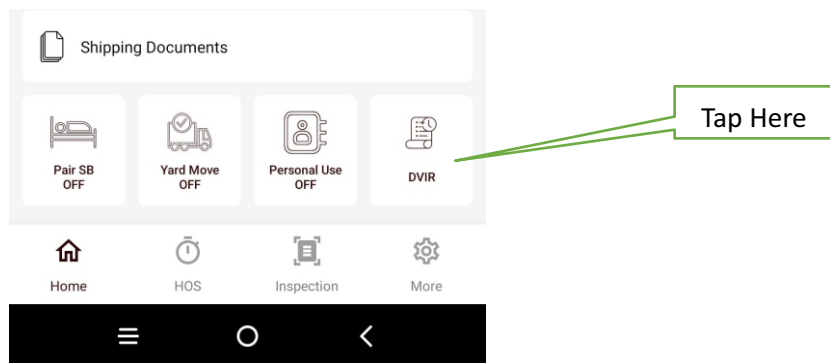 Shipping Documents
Tap Here
Pair SB
OFF
Yard Move
OFF
Personal Use
OFF
DVIR
Home
HOS
Inspection
More